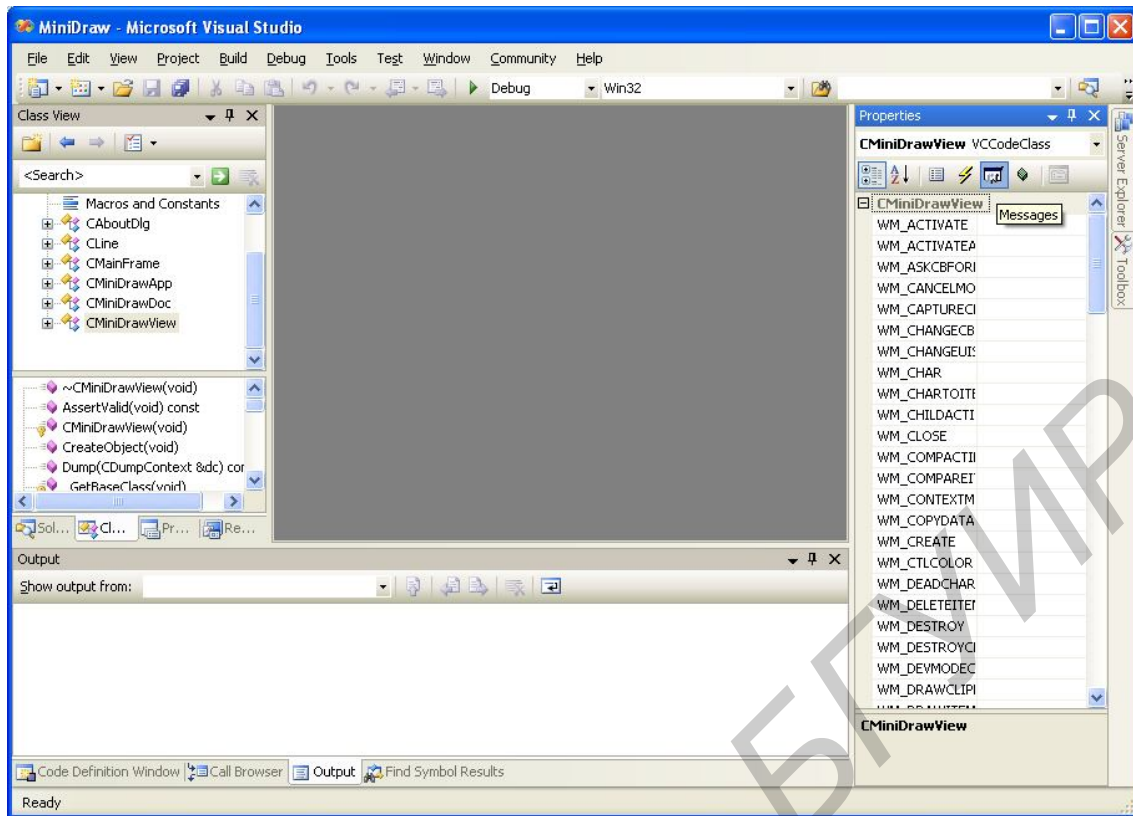 MiniDraw - Microsoft Visual Studio
File Edit View Project Build Debug Tools Test Window Community Help
Debug Win32
Class View
<Search>
Macros and Constants
CAboutDlg
CLine
CMainFrame
CMiniDrawApp
CMiniDrawDoc
CMiniDrawView
~CMiniDrawView(void)
AssertValid(void) const
CMiniDrawView(void)
CreateObject(void)
Dump(CDumpContext &dc) cor
_GetBaseClass(void)
Sol... Cl... Pr... Re...
Output
Show output from:
Code Definition Window Call Browser Output Find Symbol Results
Ready
Properties
CMiniDrawView VCCodeClass
CMiniDrawView
Messages
WM_ACTIVATE
WM_ACTIVATEA
WM_ASKCBFORI
WM_CANCELMO
WM_CAPTURECI
WM_CHANGECB
WM_CHANGEUIS
WM_CHAR
WM_CHARTOITE
WM_CHILDACTI
WM_CLOSE
WM_COMPACTII
WM_COMPAREI
WM_CONTEXTM
WM_COPYDATA
WM_CREATE
WM_CTLCOLOR
WM_DEADCHAR
WM_DELETEITEM
WM_DESTROY
WM_DESTROYCI
WM_DEVMODEC
WM_DRAWCLIPI
CMiniDrawView
Server Explorer
Toolbox
БГУИР